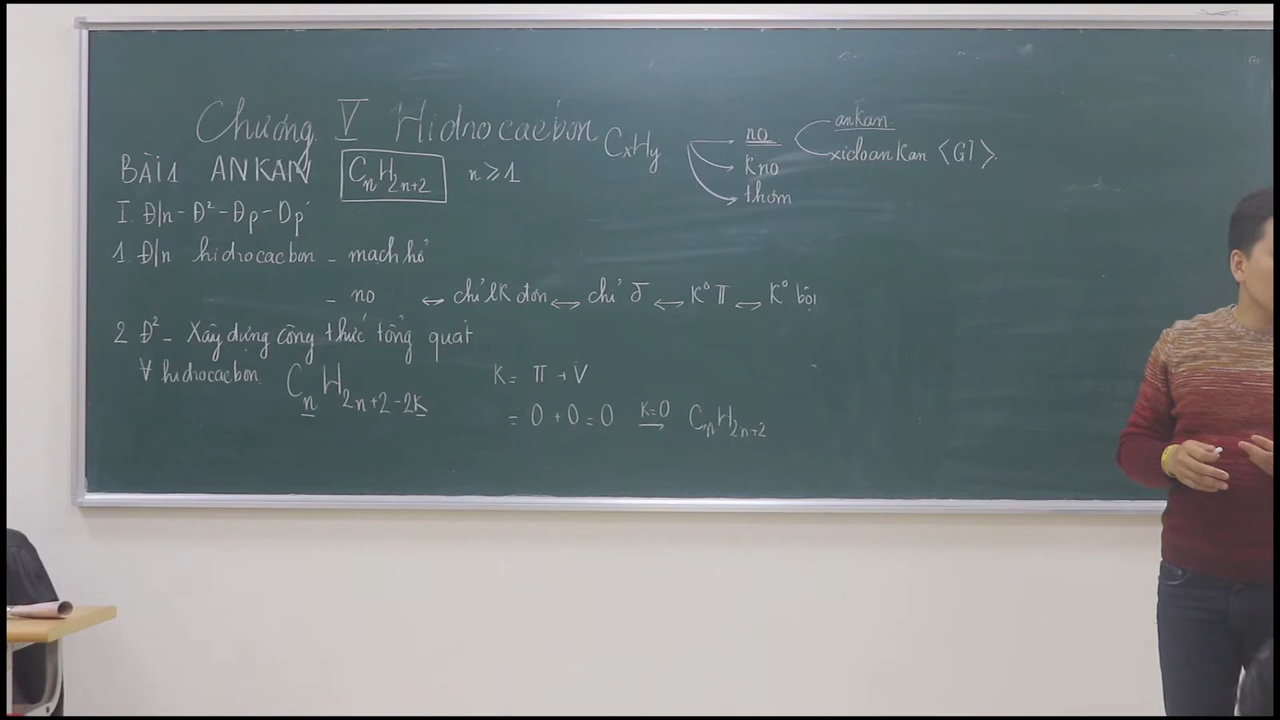 Chương V Hidrocacbon CxHy
no
kno
thơm
ankan
xicloankan <GT>
BÀI 1 ANKAN CnH2n+2 n ≥ 1
I. Đ/n - Đ² - Đp - Dp'
1. Đ/n hidrocacbon - mạch hở
- no ⇔ chỉ lk đơn ⇔ chỉ σ ⇔ K° π ⇔ K° bội
2 Đ² - Xây dựng công thức tổng quát
∀ hidrocacbon. CnH2n+2-2k
K = π + V
= 0 + 0 = 0 K=0 → CnH2n+2